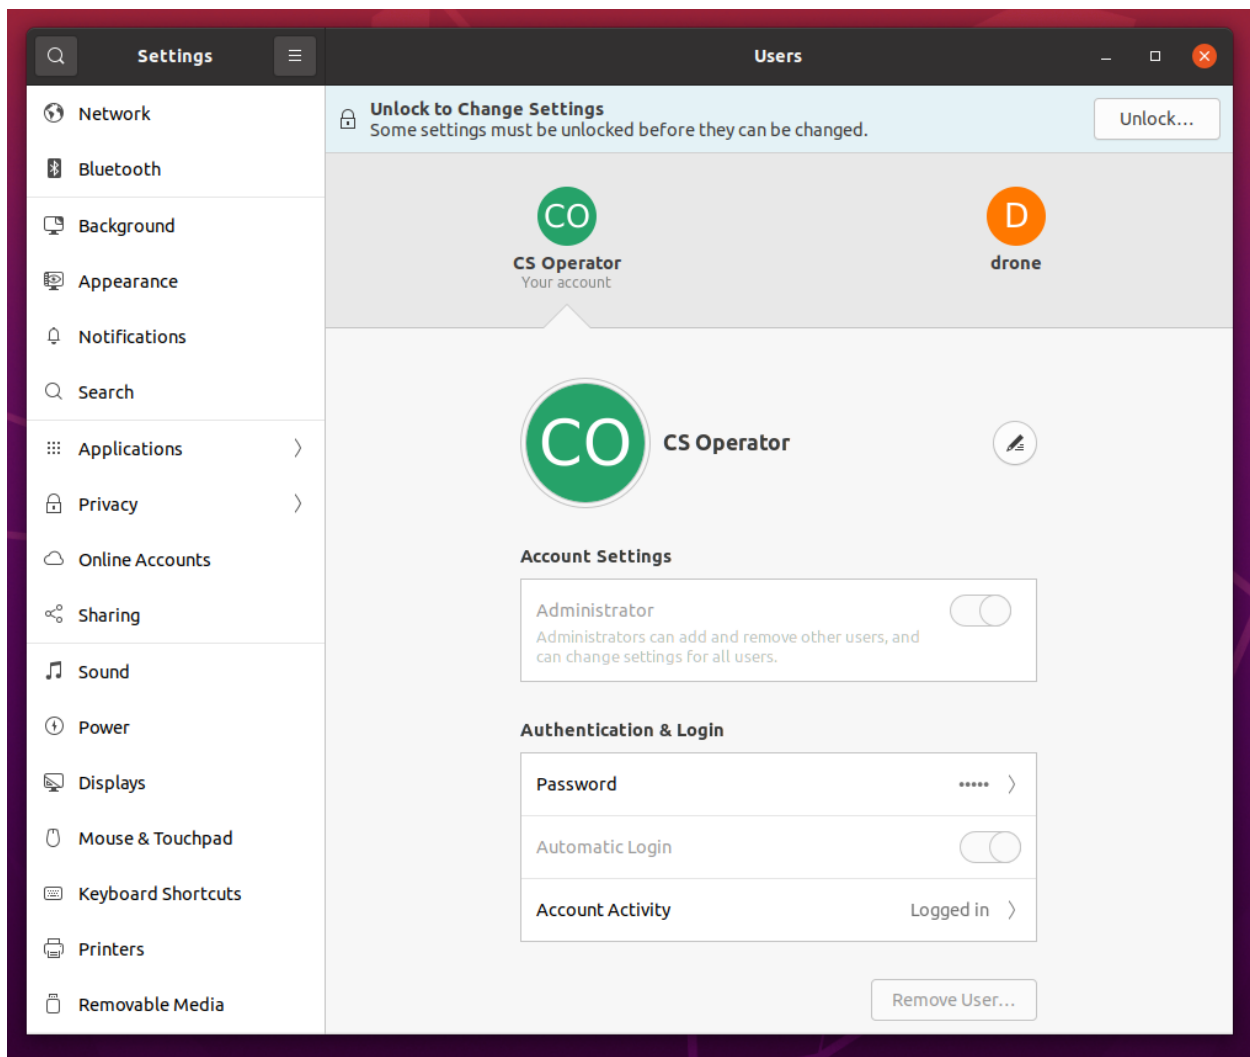 Settings
Users
Network
Bluetooth
Background
Appearance
Notifications
Search
Applications
Privacy
Online Accounts
Sharing
Sound
Power
Displays
Mouse & Touchpad
Keyboard Shortcuts
Printers
Removable Media
Unlock to Change Settings
Some settings must be unlocked before they can be changed.
Unlock...
CO
CS Operator
Your account
D
drone
CO
CS Operator
Account Settings
Administrator
Administrators can add and remove other users, and
can change settings for all users.
Authentication & Login
Password •••••
Automatic Login
Account Activity Logged in
Remove User...